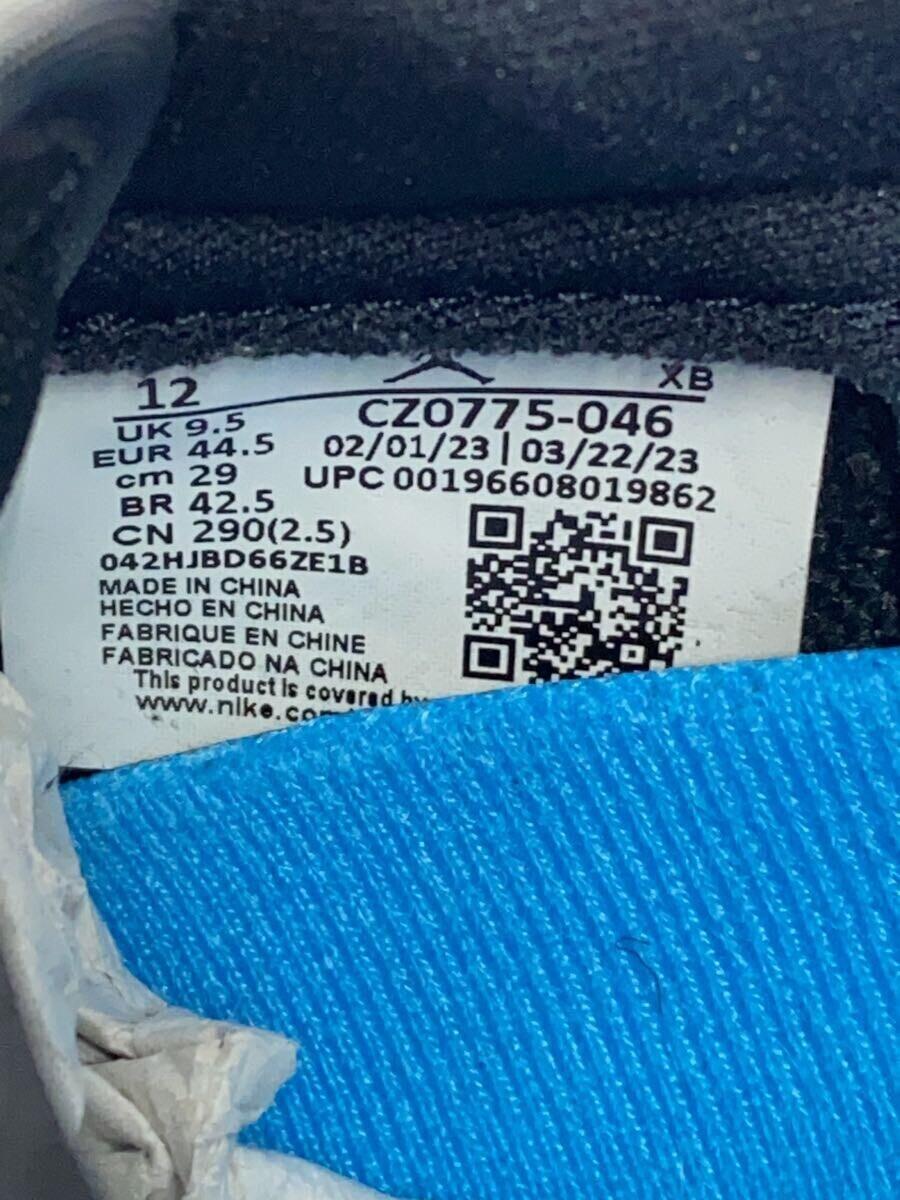 12 XB
UK 9.5 CZ0775-046
EUR 44.5 02/01/23 | 03/22/23
cm 29 UPC 00196608019862
BR 42.5
CN 290(2.5)
042HJBD66ZE1B
MADE IN CHINA
HECHO EN CHINA
FABRIQUE EN CHINE
FABRICADO NA CHINA
This product is covered by
www.nike.com